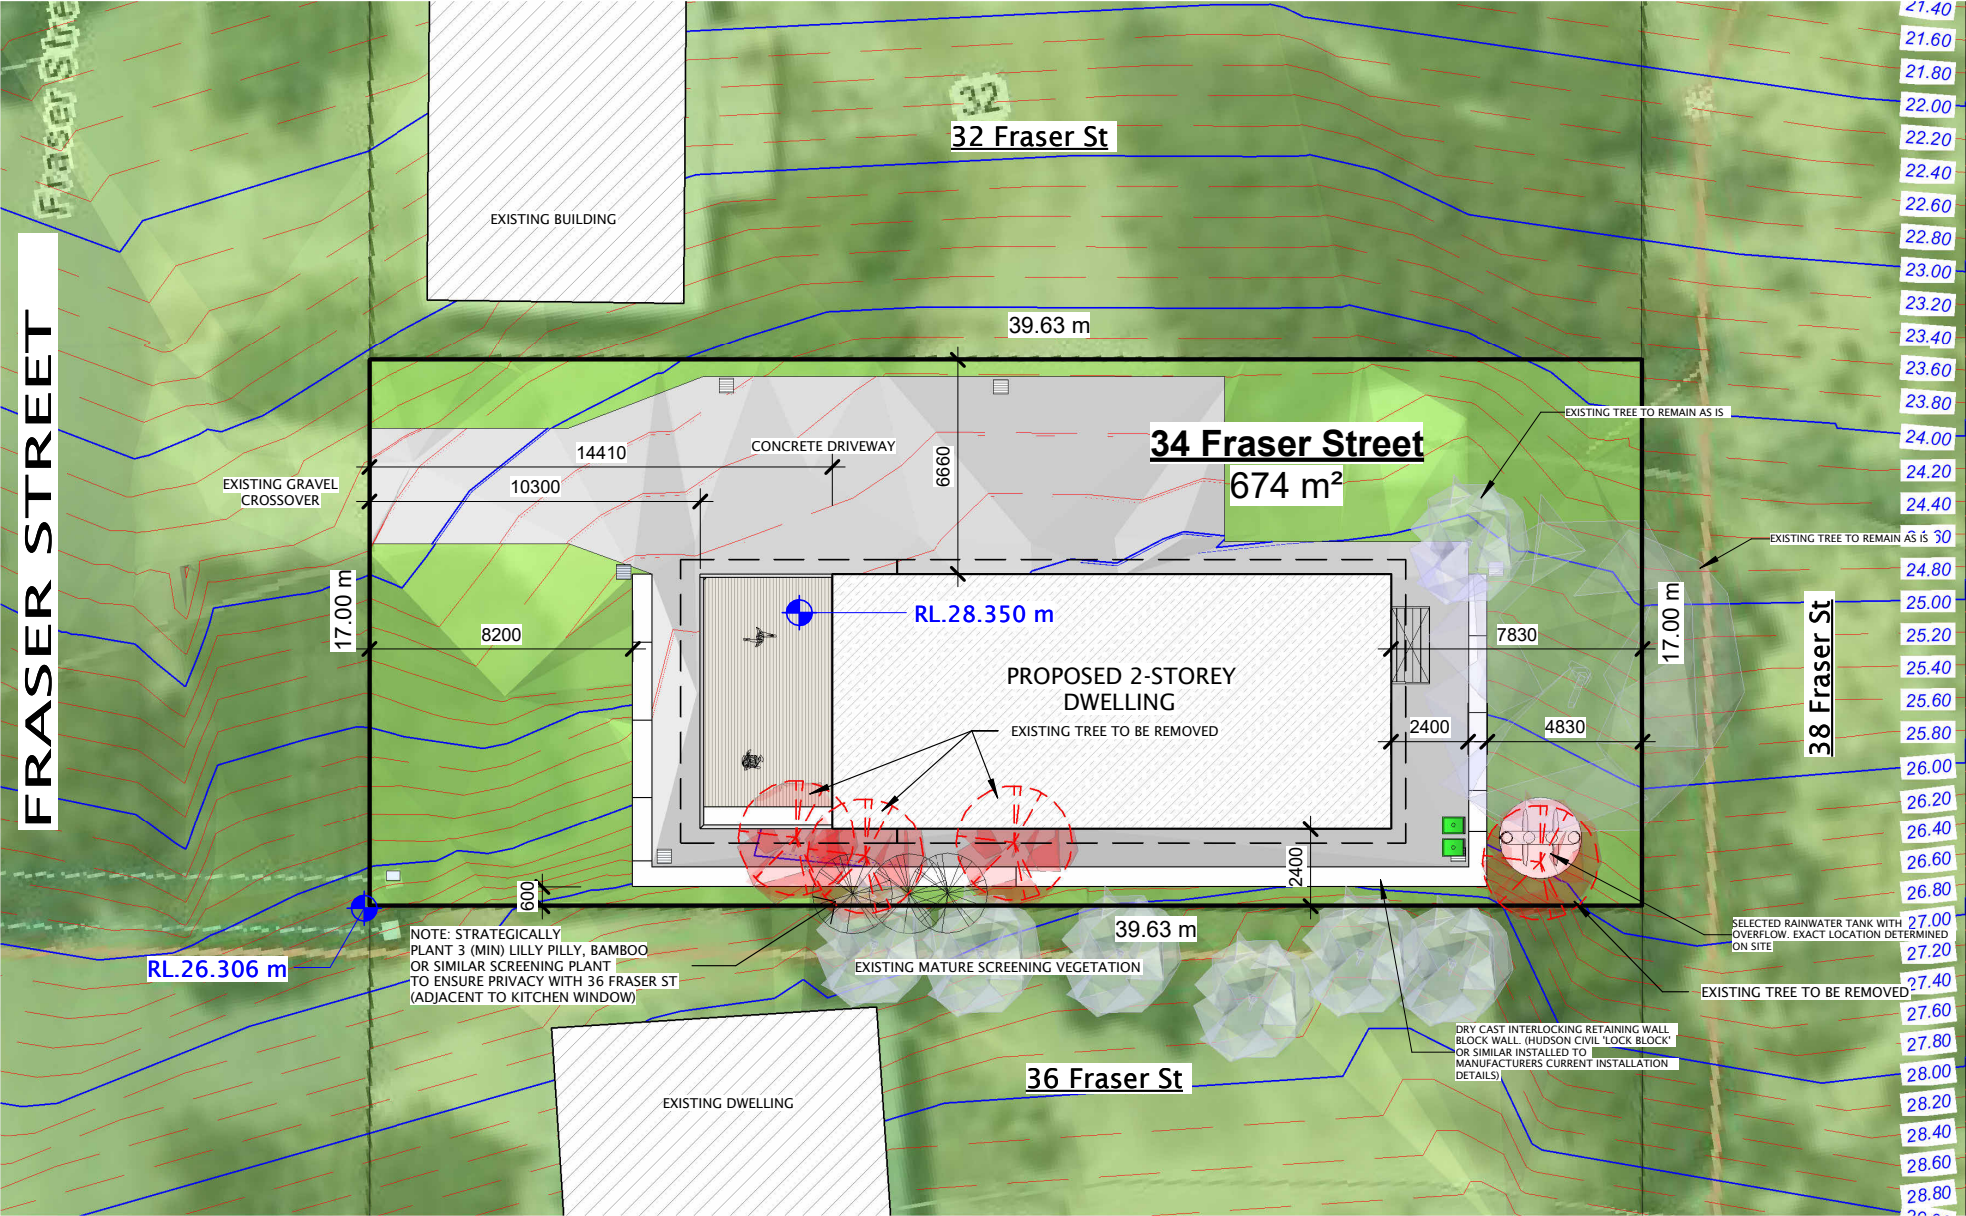 Fraser Stre
FRASER STREET
32
32 Fraser St
EXISTING BUILDING
39.63 m
34 Fraser Street
674 m²
EXISTING TREE TO REMAIN AS IS
EXISTING TREE TO REMAIN AS IS
14410
CONCRETE DRIVEWAY
6660
EXISTING GRAVEL
CROSSOVER
10300
17.00 m
8200
RL.28.350 m
PROPOSED 2-STOREY
DWELLING
EXISTING TREE TO BE REMOVED
7830
17.00 m
38 Fraser St
2400
4830
2400
600
39.63 m
RL.26.306 m
NOTE: STRATEGICALLY
PLANT 3 (MIN) LILLY PILLY, BAMBOO
OR SIMILAR SCREENING PLANT
TO ENSURE PRIVACY WITH 36 FRASER ST
(ADJACENT TO KITCHEN WINDOW)
EXISTING MATURE SCREENING VEGETATION
SELECTED RAINWATER TANK WITH
OVERFLOW. EXACT LOCATION DETERMINED
ON SITE
EXISTING TREE TO BE REMOVED
DRY CAST INTERLOCKING RETAINING WALL
BLOCK WALL. (HUDSON CIVIL 'LOCK BLOCK'
OR SIMILAR INSTALLED TO
MANUFACTURERS CURRENT INSTALLATION
DETAILS)
36 Fraser St
EXISTING DWELLING
21.40
21.60
21.80
22.00
22.20
22.40
22.60
22.80
23.00
23.20
23.40
23.60
23.80
24.00
24.20
24.40
24.80
25.00
25.20
25.40
25.60
25.80
26.00
26.20
26.40
26.60
26.80
27.00
27.20
27.40
27.60
27.80
28.00
28.20
28.40
28.60
28.80